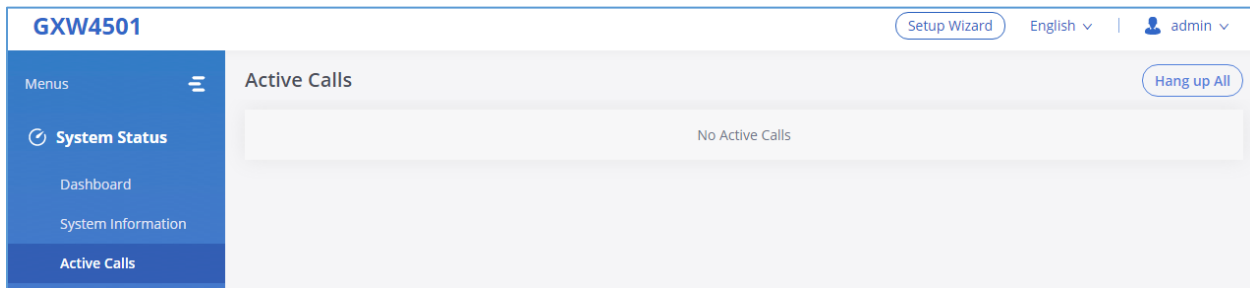 GXW4501
Setup Wizard English | admin
Menus
Active Calls
Hang up All
System Status
No Active Calls
Dashboard
System Information
Active Calls